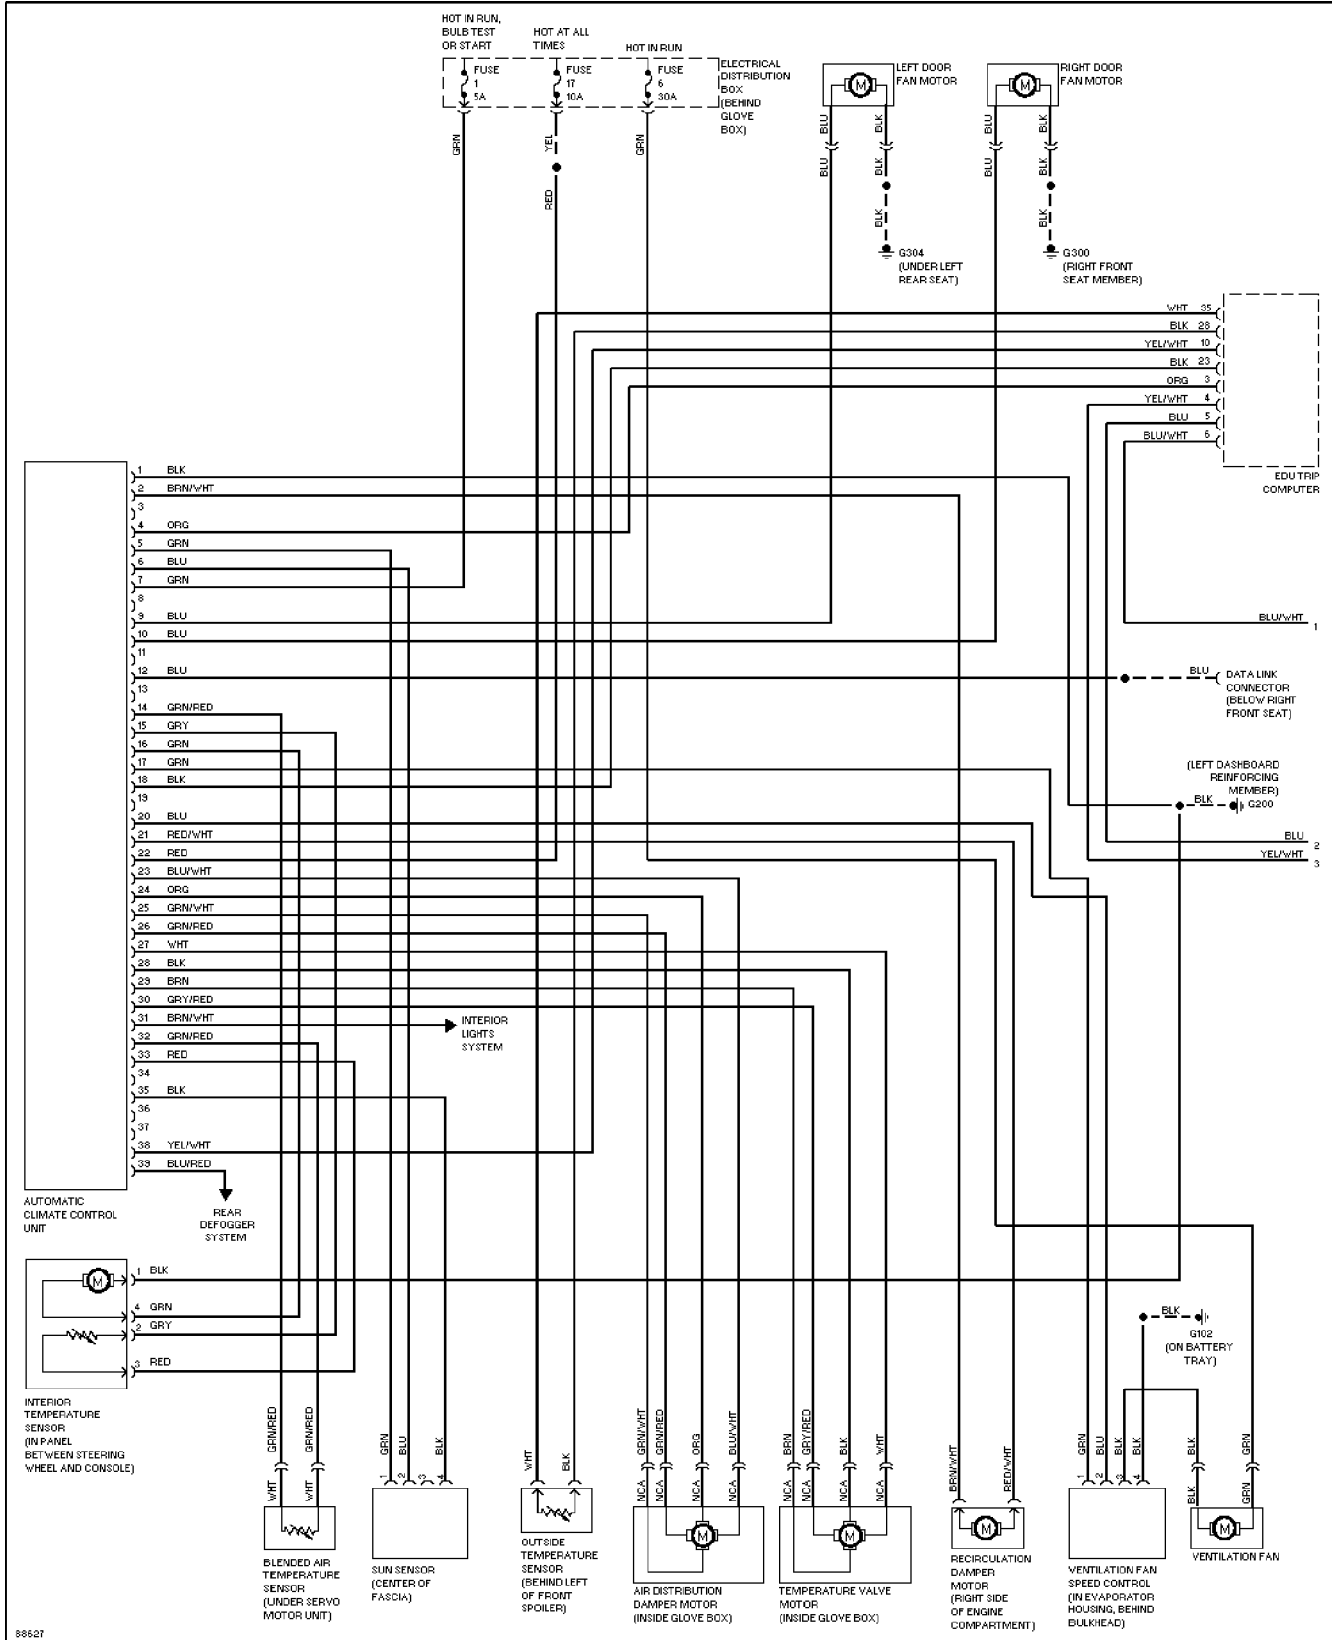 HOT IN RUN,
BULB TEST
OR START
HOT AT ALL
TIMES
HOT IN RUN
FUSE
1
5A
FUSE
17
10A
FUSE
6
30A
ELECTRICAL
DISTRIBUTION
BOX
(BEHIND
GLOVE
BOX)
M
LEFT DOOR
FAN MOTOR
M
RIGHT DOOR
FAN MOTOR
GRN
YEL
RED
GRN
BLU
BLU
BLK
BLK
BLK
BLU
BLU
BLK
BLK
BLK
G304
(UNDER LEFT
REAR SEAT)
G300
(RIGHT FRONT
SEAT MEMBER)
WHT 35
BLK 28
YEL/WHT 10
BLK 23
ORG 3
YEL/WHT 4
BLU 5
BLU/WHT 6
EDU TRIP
COMPUTER
1 BLK
2 BRN/WHT
3
4 ORG
5 GRN
6 BLU
7 GRN
8
9 BLU
10 BLU
11
12 BLU
13
14 GRN/RED
15 GRY
16 GRN
17 GRN
18 BLK
19
20 BLU
21 RED/WHT
22 RED
23 BLU/WHT
24 ORG
25 GRN/WHT
26 GRN/RED
27 WHT
28 BLK
29 BRN
30 GRY/RED
31 BRN/WHT
32 GRN/RED
33 RED
34
35 BLK
36
37
38 YEL/WHT
39 BLU/RED
AUTOMATIC
CLIMATE CONTROL
UNIT
REAR
DEFOGGER
SYSTEM
INTERIOR
LIGHTS
SYSTEM
BLU/WHT 1
BLU
DATA LINK
CONNECTOR
(BELOW RIGHT
FRONT SEAT)
(LEFT DASHBOARD
REINFORCING
MEMBER)
BLK
G200
BLU 2
YEL/WHT 3
M
1 BLK
4 GRN
2 GRY
3 RED
INTERIOR
TEMPERATURE
SENSOR
(IN PANEL
BETWEEN STEERING
WHEEL AND CONSOLE)
BLK
G102
(ON BATTERY
TRAY)
GRN/RED
WHT
GRN/RED
WHT
BLENDED AIR
TEMPERATURE
SENSOR
(UNDER SERVO
MOTOR UNIT)
GRN
1
BLU
2
3
BLK
4
SUN SENSOR
(CENTER OF
FASCIA)
WHT
BLK
OUTSIDE
TEMPERATURE
SENSOR
(BEHIND LEFT
OF FRONT
SPOILER)
GRN/WHT
NCA
GRN/RED
NCA
ORG
NCA
BLU/WHT
NCA
M
AIR DISTRIBUTION
DAMPER MOTOR
(INSIDE GLOVE BOX)
BRN
NCA
GRY/RED
NCA
BLK
NCA
WHT
NCA
M
TEMPERATURE VALVE
MOTOR
(INSIDE GLOVE BOX)
BRN/WHT
RED/WHT
M
RECIRCULATION
DAMPER
MOTOR
(RIGHT SIDE
OF ENGINE
COMPARTMENT)
GRN
1
BLU
2
BLK
3
BLK
4
VENTILATION FAN
SPEED CONTROL
(IN EVAPORATOR
HOUSING, BEHIND
BULKHEAD)
BLK
BLK
GRN
GRN
M
VENTILATION FAN
88627